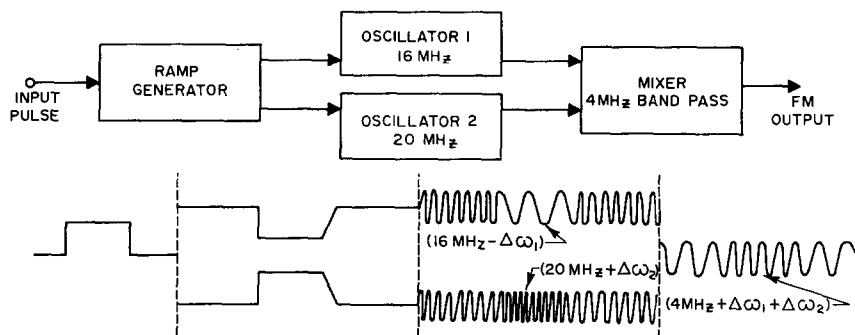 INPUT
PULSE
RAMP
GENERATOR
OSCILLATOR 1
16 MHz
OSCILLATOR 2
20 MHz
MIXER
4MHz BAND PASS
FM
OUTPUT
(16 MHz - Δω₁)
(20 MHz + Δω₂)
(4MHz + Δω₁ + Δω₂)